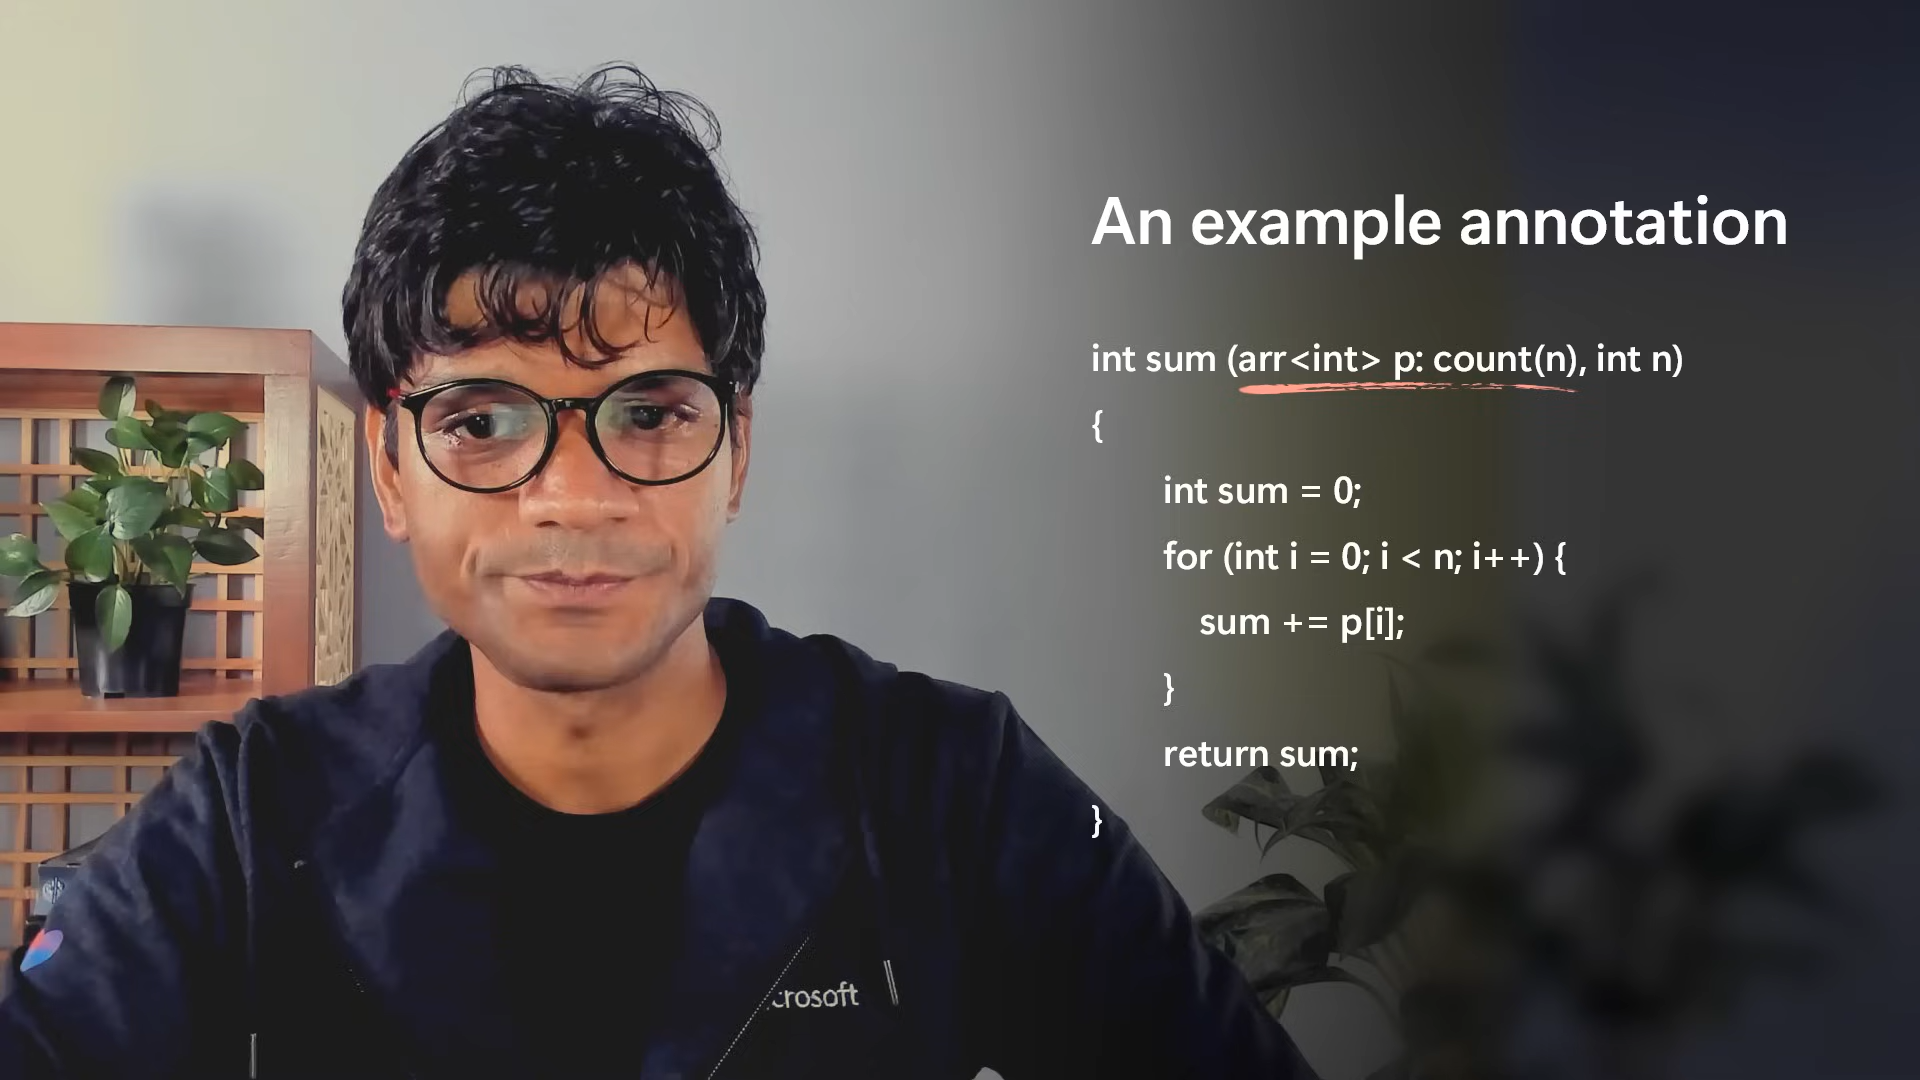 An example annotation
int sum (arr<int> p: count(n), int n)
{
int sum = 0;
for (int i = 0; i < n; i++) {
sum += p[i];
}
return sum;
}
crosoft